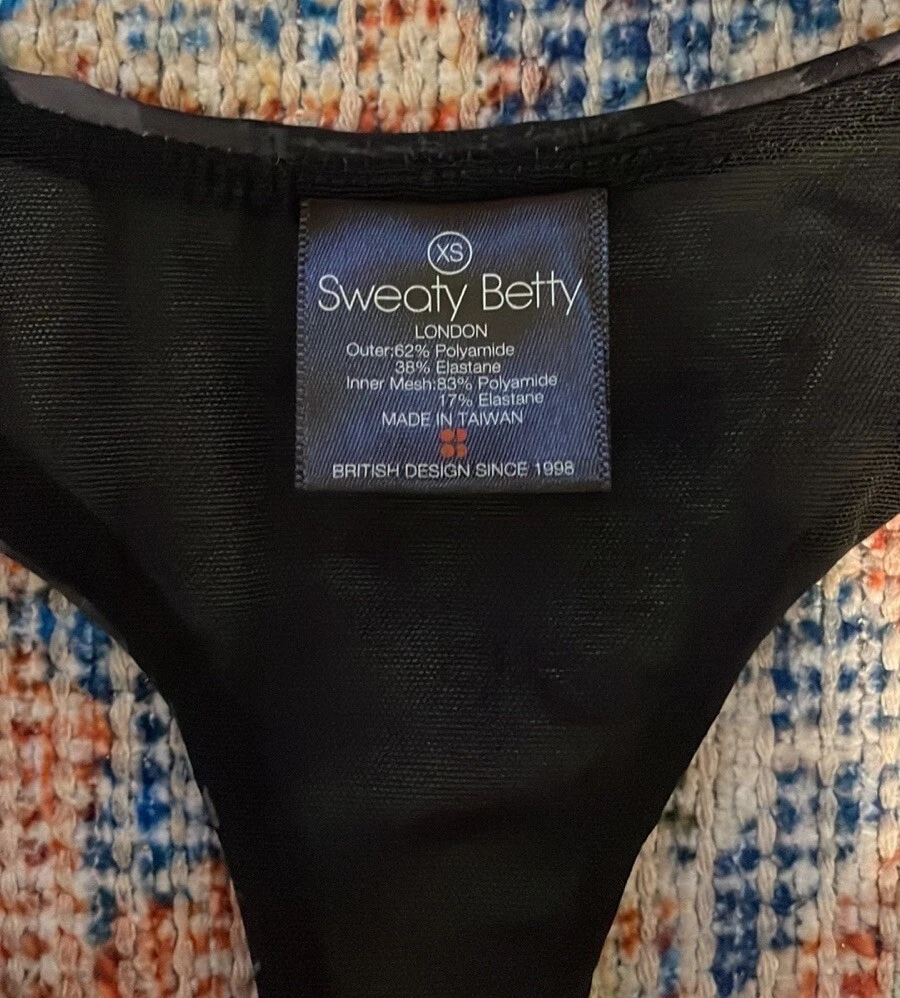 XS
Sweaty Betty
LONDON
Outer:62% Polyamide
38% Elastane
Inner Mesh:83% Polyamide
17% Elastane
MADE IN TAIWAN
BRITISH DESIGN SINCE 1998